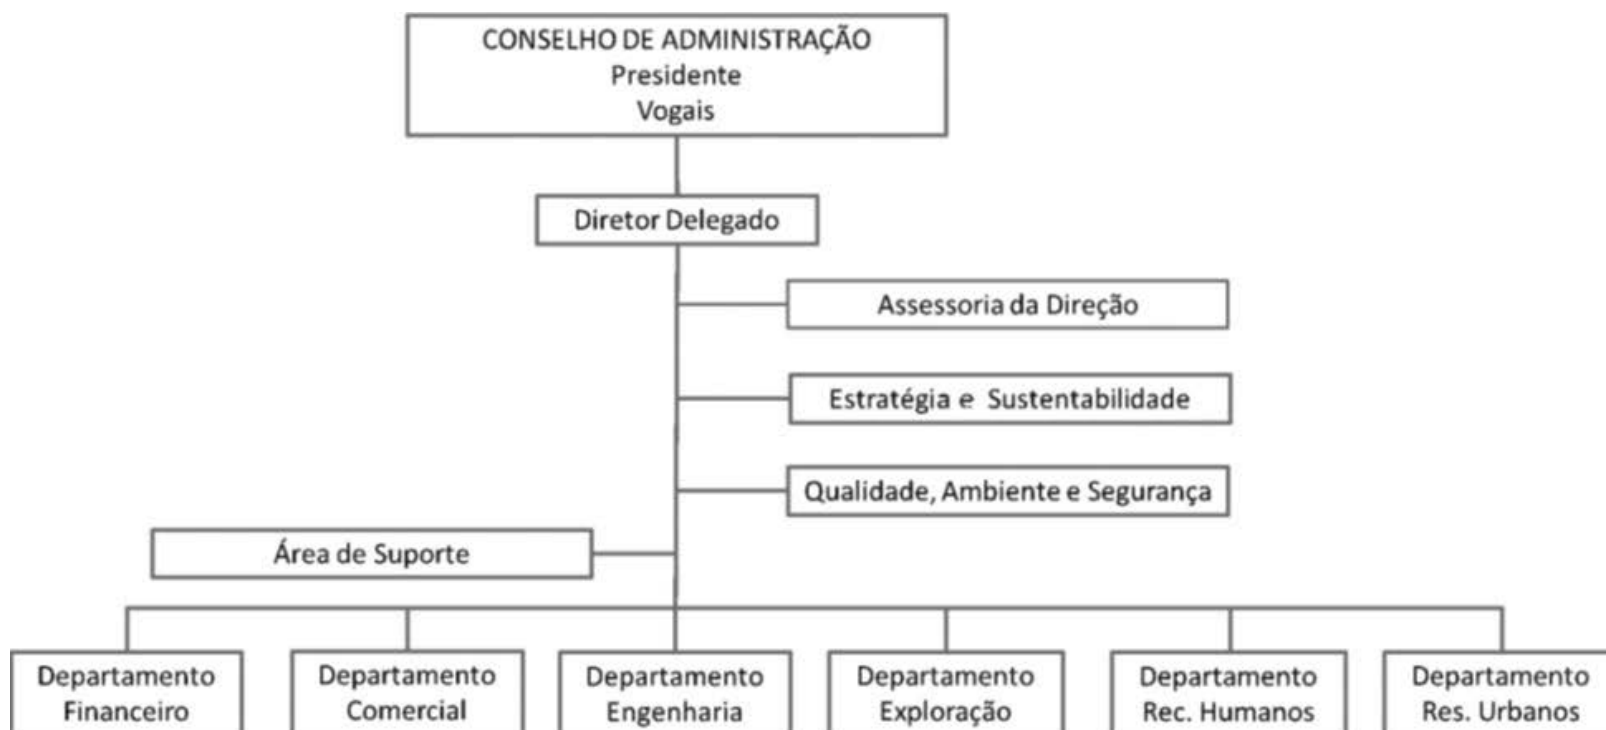 CONSELHO DE ADMINISTRAÇÃO
Presidente
Vogais
Diretor Delegado
Assessoria da Direção
Estratégia e Sustentabilidade
Qualidade, Ambiente e Segurança
Área de Suporte
Departamento
Financeiro
Departamento
Comercial
Departamento
Engenharia
Departamento
Exploração
Departamento
Rec. Humanos
Departamento
Res. Urbanos